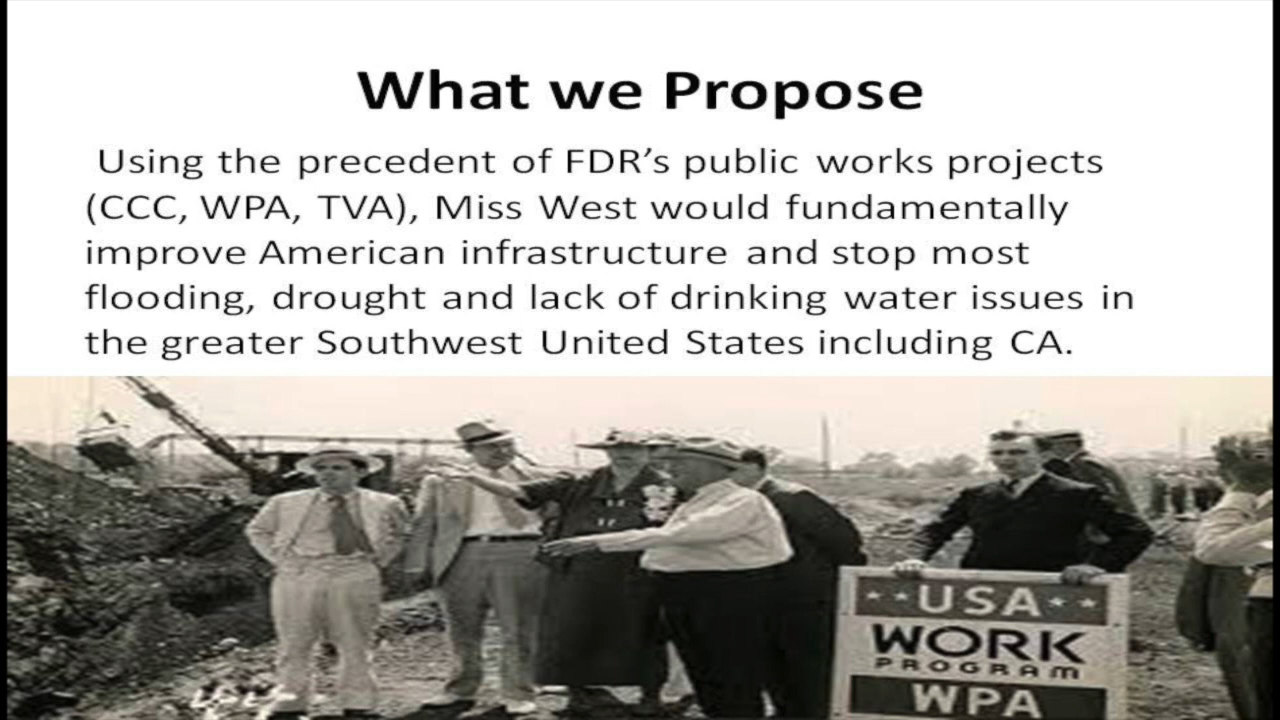 What we Propose
Using the precedent of FDR’s public works projects
(CCC, WPA, TVA), Miss West would fundamentally
improve American infrastructure and stop most
flooding, drought and lack of drinking water issues in
the greater Southwest United States including CA.
USA
WORK
PROGRAM
WPA